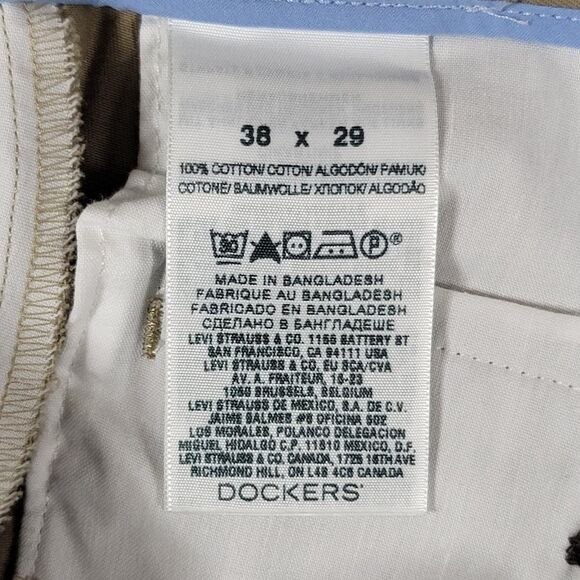 38 x 29
100% COTTON/ COTON/ ALGODÓN/ PAMUK/
COTONE/ BAUMWOLLE/ ХЛОПОК/ ALGODÃO
30 P ®
MADE IN BANGLADESH
FABRIQUE AU BANGLADESH
FABRICADO EN BANGLADESH
СДЕЛАНО В БАНГЛАДЕШЕ
LEVI STRAUSS & CO. 1155 BATTERY ST
SAN FRANCISCO, CA 94111 USA
LEVI STRAUSS & CO. EU SCA/CVA
AV. A. FRAITEUR, 15-23
1050 BRUSSELS, BELGIUM
LEVI STRAUSS DE MEXICO, S.A. DE C.V.
JAIME BALMES #8 OFICINA 502
LOS MORALES, POLANCO DELEGACION
MIGUEL HIDALGO C.P. 11510 MEXICO, D.F.
LEVI STRAUSS & CO. CANADA, 1725 16TH AVE
RICHMOND HILL, ON L4B 4C6 CANADA
DOCKERS®